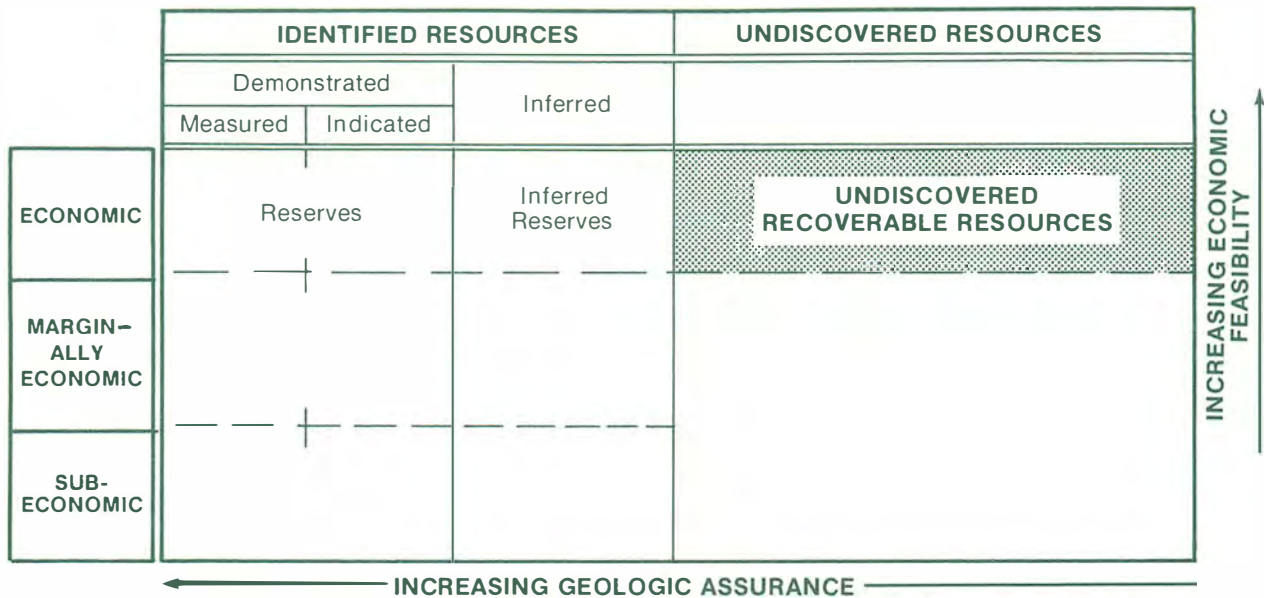 IDENTIFIED RESOURCES
UNDISCOVERED RESOURCES
Demonstrated
Inferred
Measured
Indicated
ECONOMIC
Reserves
Inferred
Reserves
UNDISCOVERED
RECOVERABLE RESOURCES
MARGIN-
ALLY
ECONOMIC
SUB-
ECONOMIC
INCREASING ECONOMIC
FEASIBILITY
INCREASING GEOLOGIC ASSURANCE